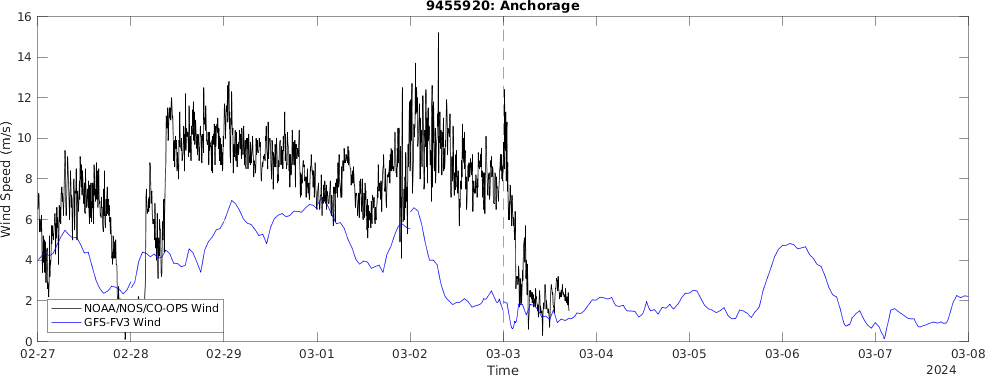 9455920: Anchorage
Wind Speed (m/s)
16
14
12
10
8
6
4
2
0
NOAA/NOS/CO-OPS Wind
GFS-FV3 Wind
02-27 02-28 02-29 03-01 03-02 03-03 03-04 03-05 03-06 03-07 03-08
Time
2024